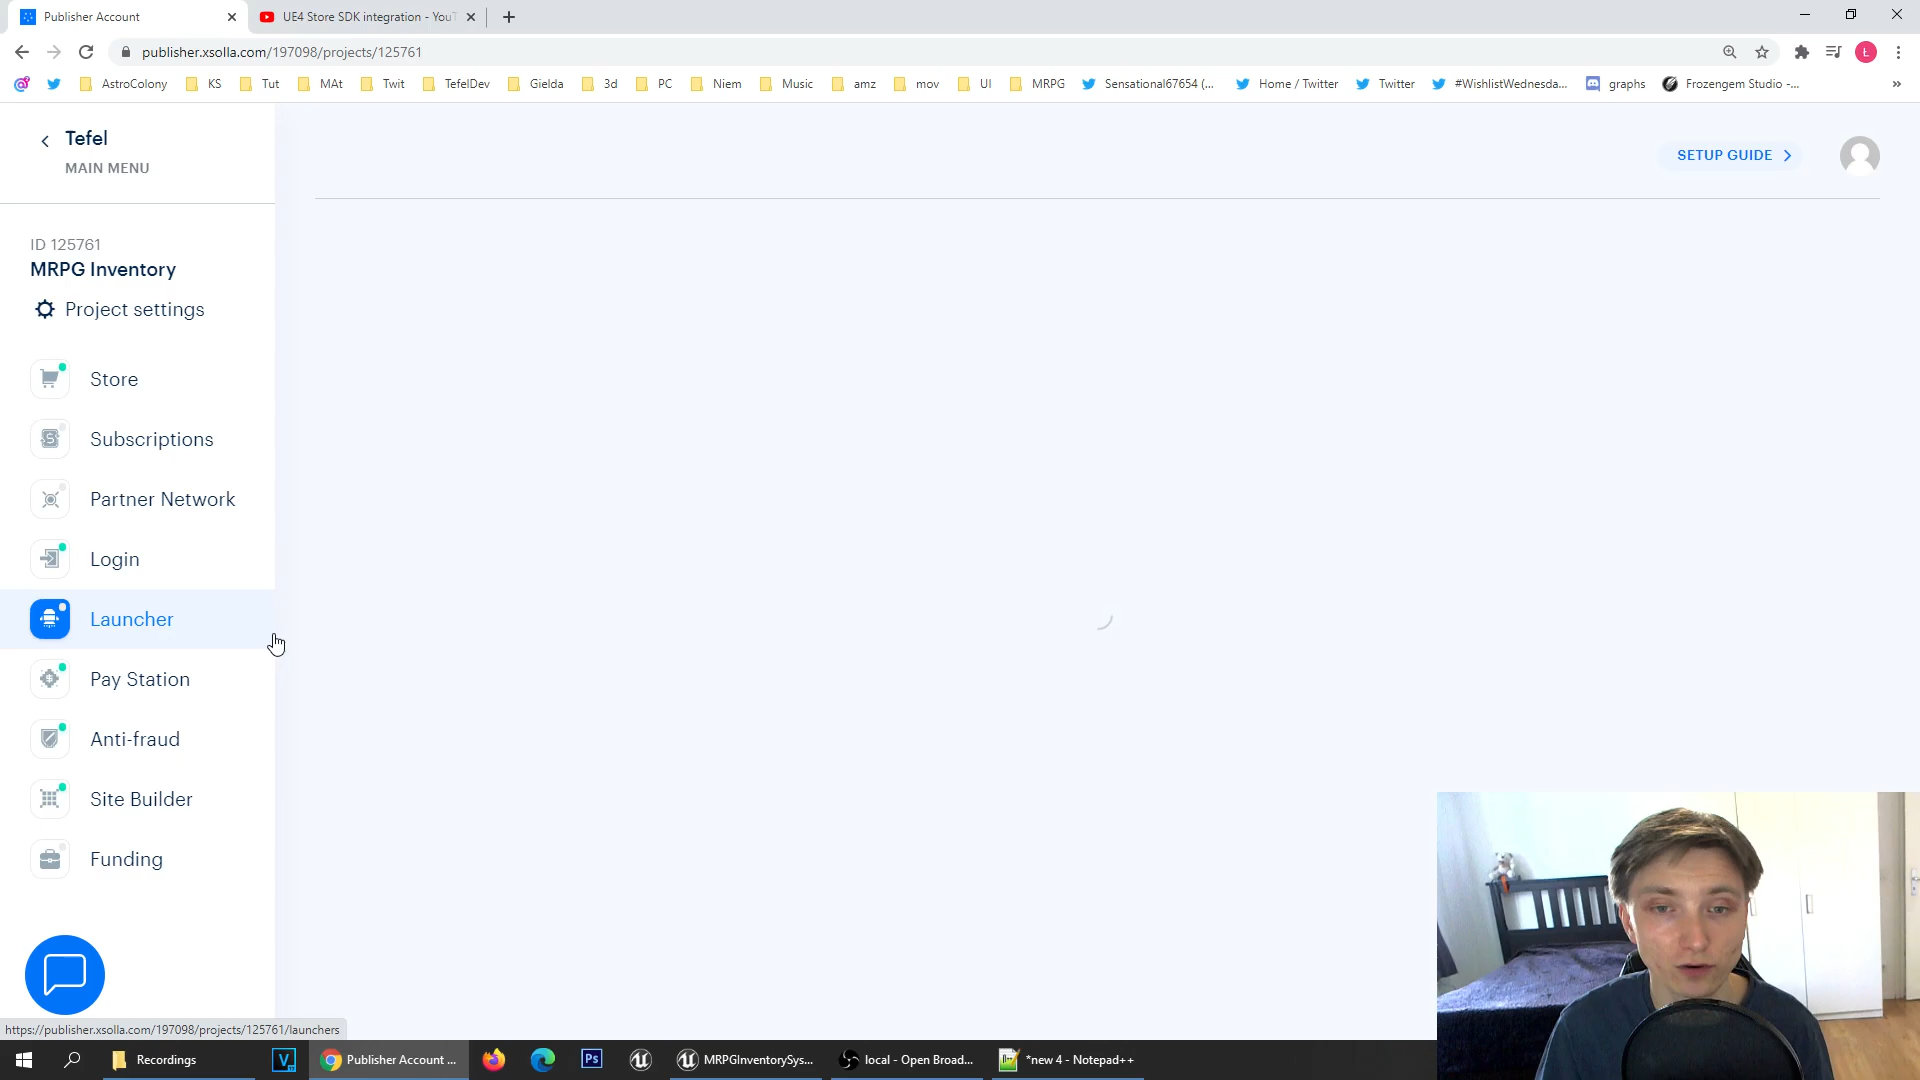 Publisher Account
UE4 Store SDK integration - YouT
publisher.xsolla.com/197098/projects/125761
AstroColony
KS
Tut
MAt
Twit
TefelDev
Gielda
3d
PC
Niem
Music
amz
mov
UI
MRPG
Sensational67654 (...
Home / Twitter
Twitter
#WishlistWednesda...
graphs
Frozengem Studio -...
Tefel
MAIN MENU
SETUP GUIDE
ID 125761
MRPG Inventory
Project settings
Store
Subscriptions
Partner Network
Login
Launcher
Pay Station
Anti-fraud
Site Builder
Funding
https://publisher.xsolla.com/197098/projects/125761/launchers
Recordings
Publisher Account ...
Ps
MRPGInventorySys...
local - Open Broad...
*new 4 - Notepad++